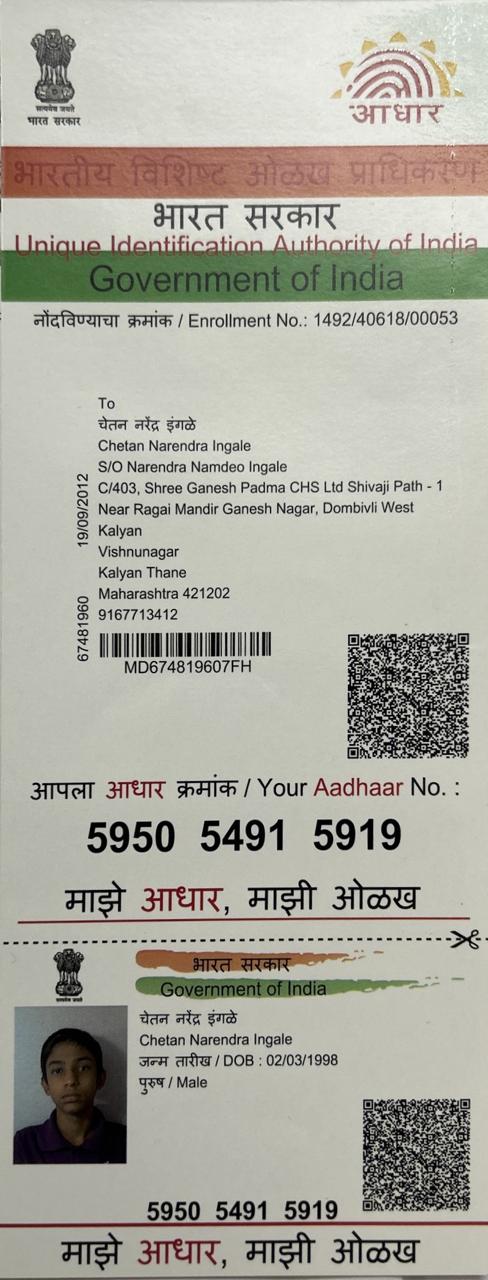 सत्यमेव जयते
भारत सरकार
आधार
भारतीय विशिष्ट ओळख प्राधिकरण
भारत सरकार
Unique Identification Authority of India
Government of India
नोंदविण्याचा क्रमांक / Enrollment No.: 1492/40618/00053
To
चेतन नरेंद्र इंगळे
Chetan Narendra Ingale
S/O Narendra Namdeo Ingale
C/403, Shree Ganesh Padma CHS Ltd Shivaji Path - 1
Near Ragai Mandir Ganesh Nagar, Dombivli West
Kalyan
Vishnunagar
Kalyan Thane
Maharashtra 421202
9167713412
19/09/2012
67481960
MD674819607FH
आपला आधार क्रमांक / Your Aadhaar No. :
5950 5491 5919
माझे आधार, माझी ओळख
सत्यमेव जयते
भारत सरकार
Government of India
चेतन नरेंद्र इंगळे
Chetan Narendra Ingale
जन्म तारीख / DOB : 02/03/1998
पुरुष / Male
5950 5491 5919
माझे आधार, माझी ओळख